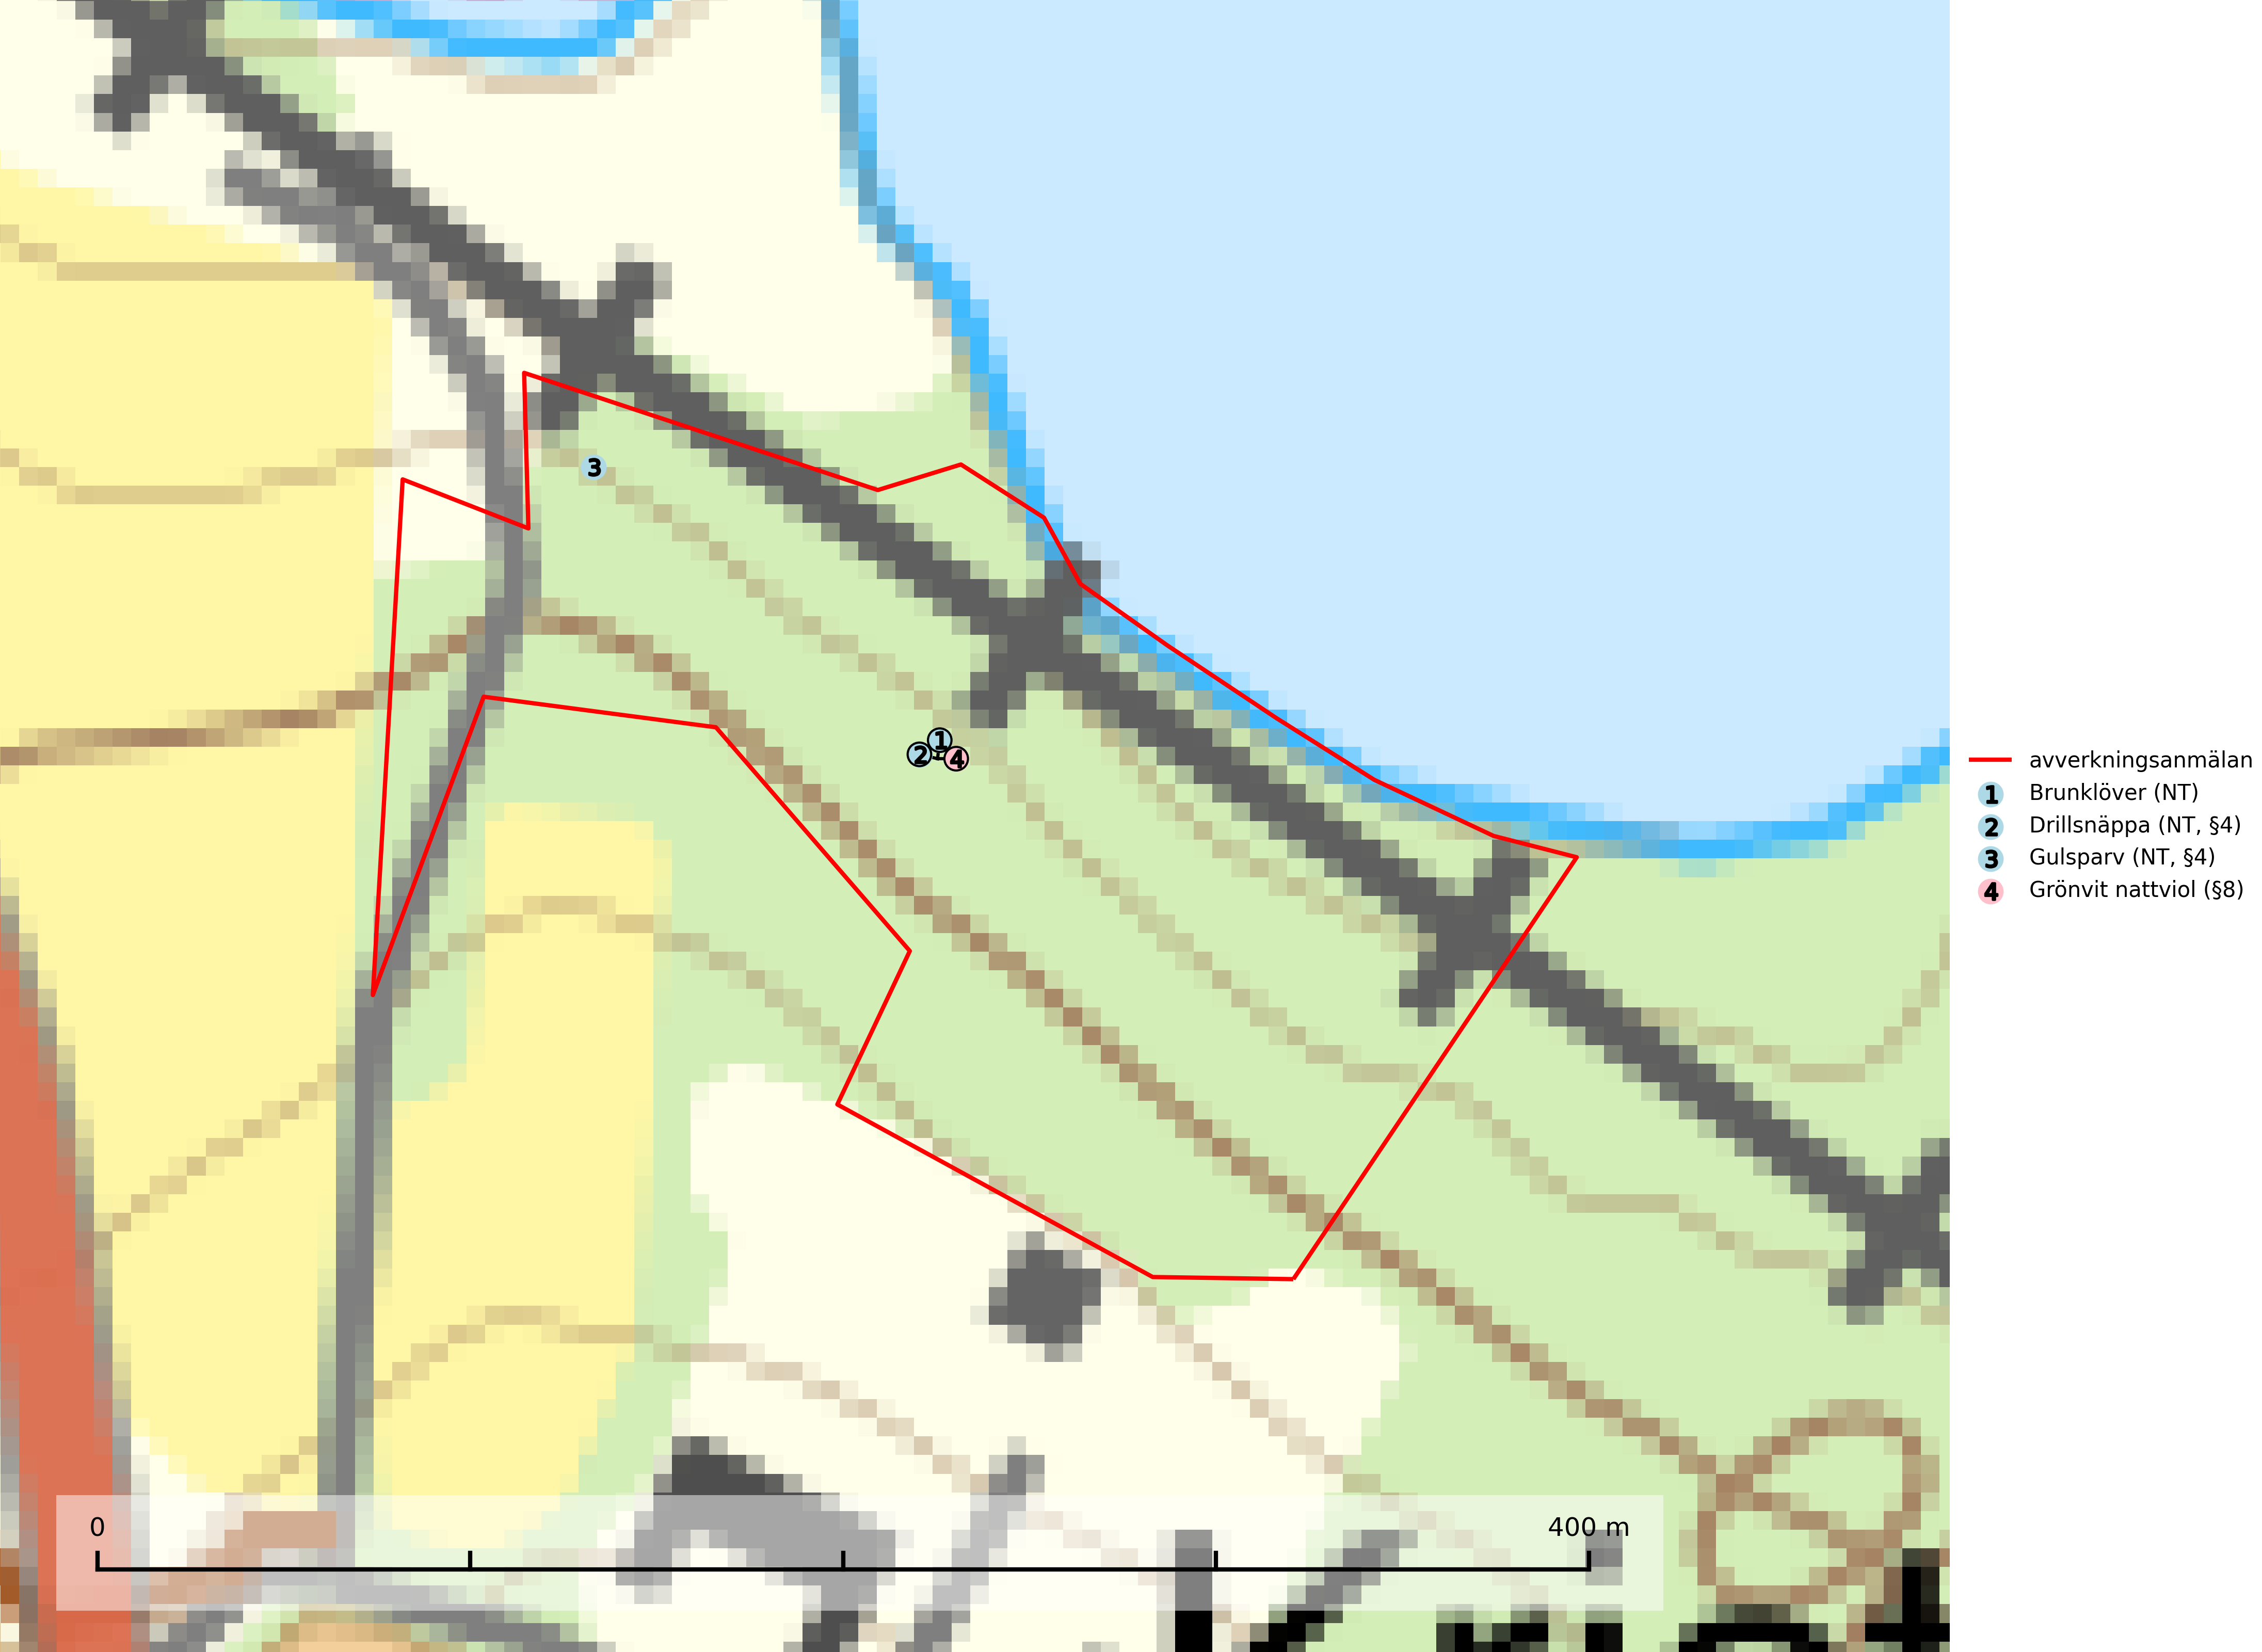 3
1
2
4
avverkningsanmälan
1 Brunklöver (NT)
2 Drillsnäppa (NT, §4)
3 Gulsparv (NT, §4)
4 Grönvit nattviol (§8)
0 400 m